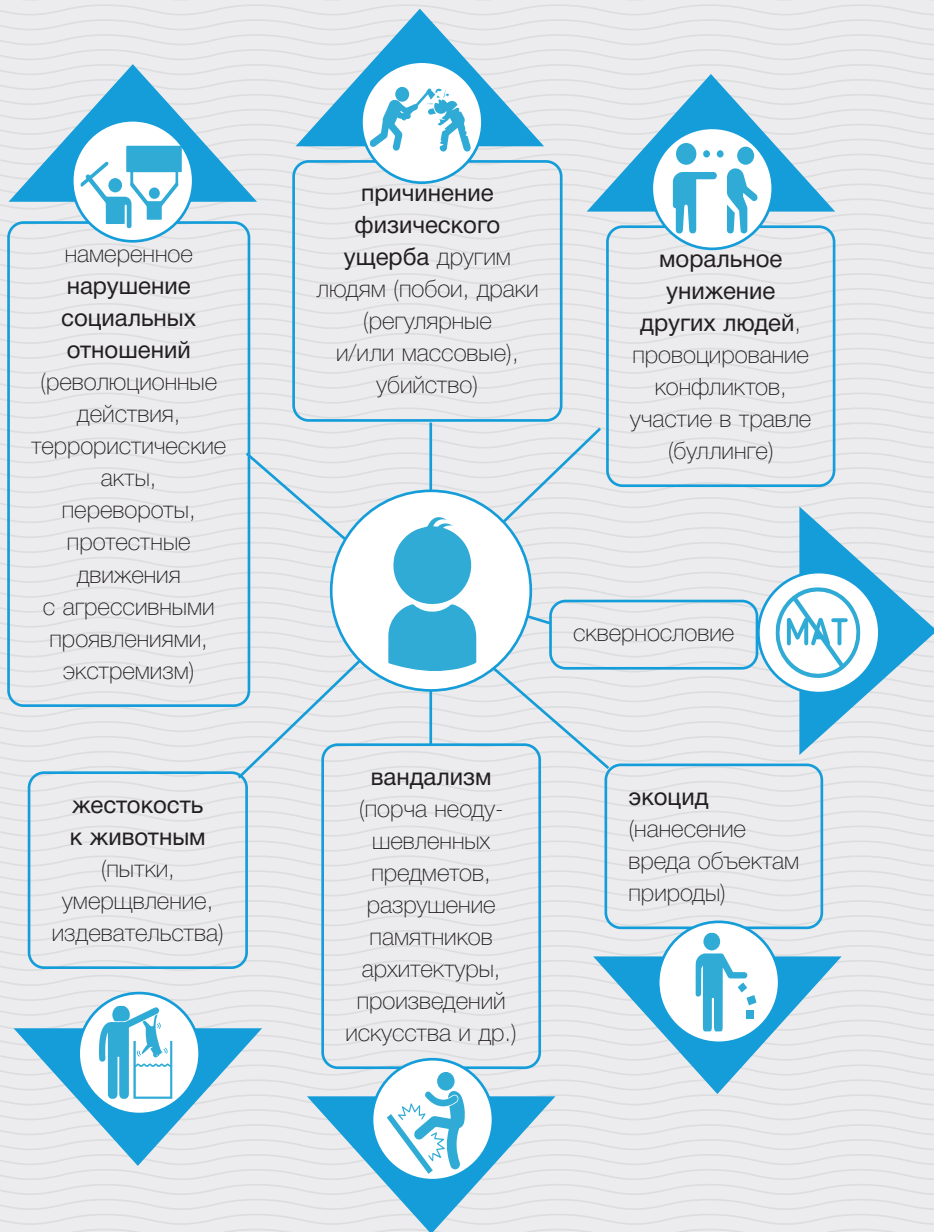 намеренное
нарушение
социальных
отношений
(революционные
действия,
террористические
акты,
перевороты,
протестные
движения
с агрессивными
проявлениями,
экстремизм)
причинение
физического
ущерба другим
людям (побои, драки
(регулярные
и/или массовые),
убийство)
моральное
унижение
других людей,
провоцирование
конфликтов,
участие в травле
(буллинге)
сквернословие
МАТ
жестокость
к животным
(пытки,
умерщвление,
издевательства)
вандализм
(порча неоду-
шевленных
предметов,
разрушение
памятников
архитектуры,
произведений
искусства и др.)
экоцид
(нанесение
вреда объектам
природы)